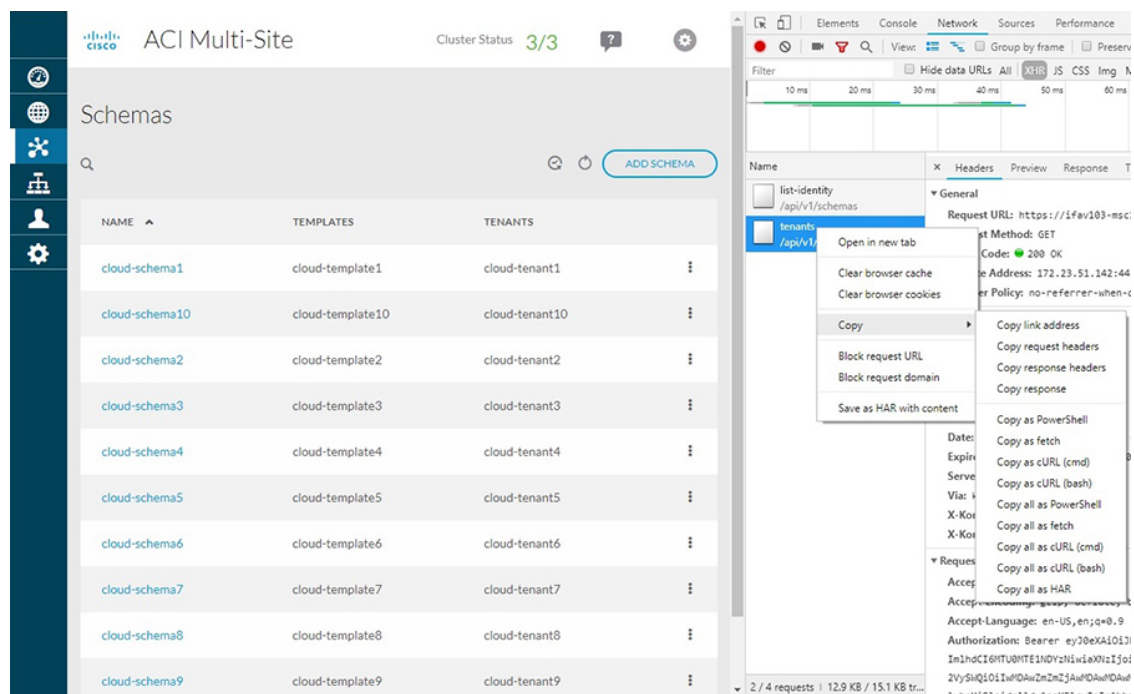 cisco ACI Multi-Site Cluster Status 3/3 ?
Schemas
ADD SCHEMA
NAME TEMPLATES TENANTS
cloud-schema1 cloud-template1 cloud-tenant1
cloud-schema10 cloud-template10 cloud-tenant10
cloud-schema2 cloud-template2 cloud-tenant2
cloud-schema3 cloud-template3 cloud-tenant3
cloud-schema4 cloud-template4 cloud-tenant4
cloud-schema5 cloud-template5 cloud-tenant5
cloud-schema6 cloud-template6 cloud-tenant6
cloud-schema7 cloud-template7 cloud-tenant7
cloud-schema8 cloud-template8 cloud-tenant8
cloud-schema9 cloud-template9 cloud-tenant9
Elements Console Network Sources Performance
View: Group by frame Preserv
Filter Hide data URLs All XHR JS CSS Img M
10 ms 20 ms 30 ms 40 ms 50 ms 60 ms
Name
× Headers Preview Response T
list-identity
/api/v1/schemas
tenants
/api/v1/
General
Request URL: https://ifav103-msc
st Method: GET
Code: 200 OK
e Address: 172.23.51.142:44
er Policy: no-referrer-when-
Open in new tab
Clear browser cache
Clear browser cookies
Copy
Block request URL
Block request domain
Save as HAR with content
Copy link address
Copy request headers
Copy response headers
Copy response
Copy as PowerShell
Copy as fetch
Copy as cURL (cmd)
Copy as cURL (bash)
Copy all as PowerShell
Copy all as fetch
Copy all as cURL (cmd)
Copy all as cURL (bash)
Copy all as HAR
Date:
Expire
Serve
Via:
X-Kor
X-Kor
Reques
Accep
Accept-Language: en-US,en;q=0.9
Authorization: Bearer
2 / 4 requests | 12.9 KB / 15.1 KB tr...